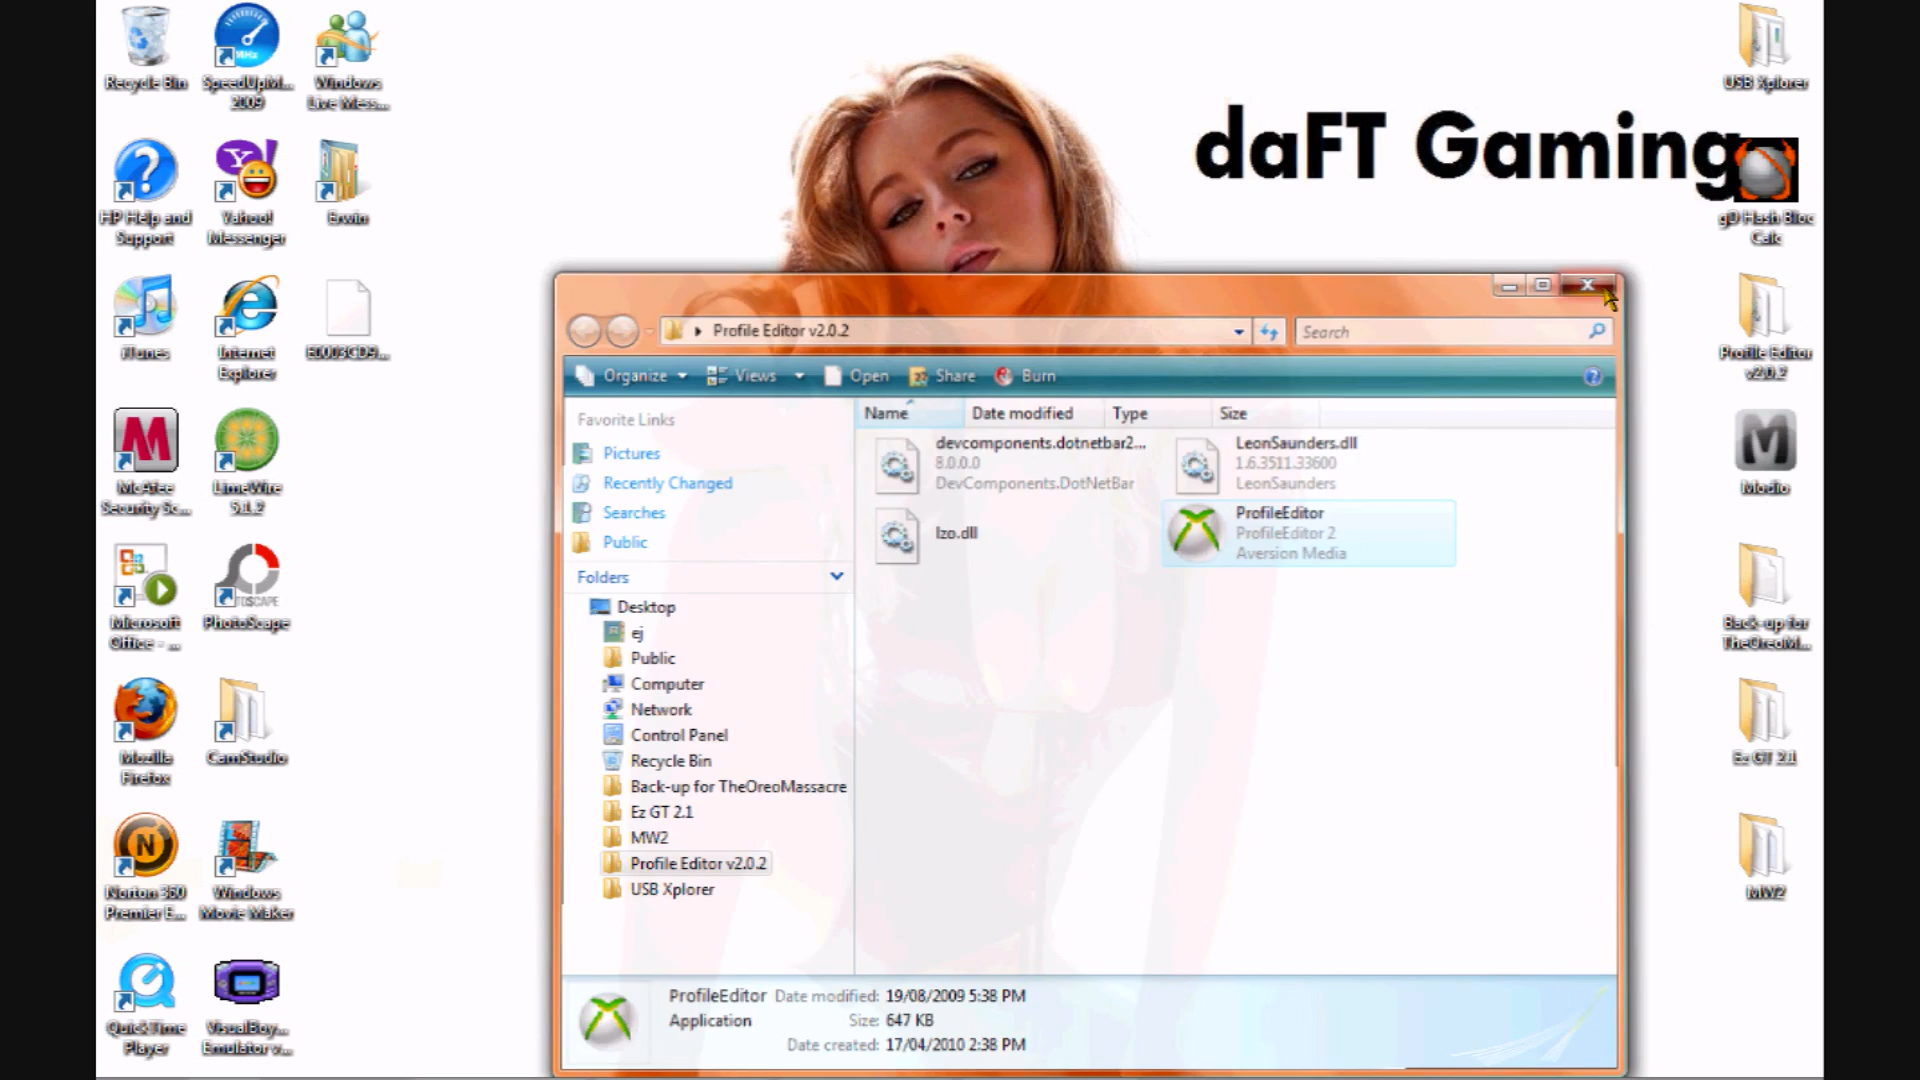 Recycle Bin
SpeedUpM...
2009
Windows
Live Mess...
HP Help and
Support
Yahoo!
Messenger
Erwin
iTunes
Internet
Explorer
E0003CD9...
McAfee
Security Sc...
LimeWire
5.1.2
Microsoft
Office - ...
PhotoScape
Mozilla
Firefox
CamStudio
Norton 360
Premier E...
Windows
Movie Maker
QuickTime
Player
VisualBoy...
Emulator v...
daFT Gaming
USB Xplorer
gD Hash Bloc
Calc
Profile Editor
v2.0.2
Modio
Back-up for
TheOreoM...
Ez GT 2.1
MW2
Profile Editor v2.0.2
Search
Organize
Views
Open
Share
Burn
Favorite Links
Pictures
Recently Changed
Searches
Public
Folders
Desktop
ej
Public
Computer
Network
Control Panel
Recycle Bin
Back-up for TheOreoMassacre
Ez GT 2.1
MW2
Profile Editor v2.0.2
USB Xplorer
Name Date modified Type Size
devcomponents.dotnetbar2...
8.0.0.0
DevComponents.DotNetBar
LeonSaunders.dll
1.6.3511.33600
LeonSaunders
lzo.dll
ProfileEditor
ProfileEditor 2
Aversion Media
ProfileEditor Date modified: 19/08/2009 5:38 PM
Application Size: 647 KB
Date created: 17/04/2010 2:38 PM